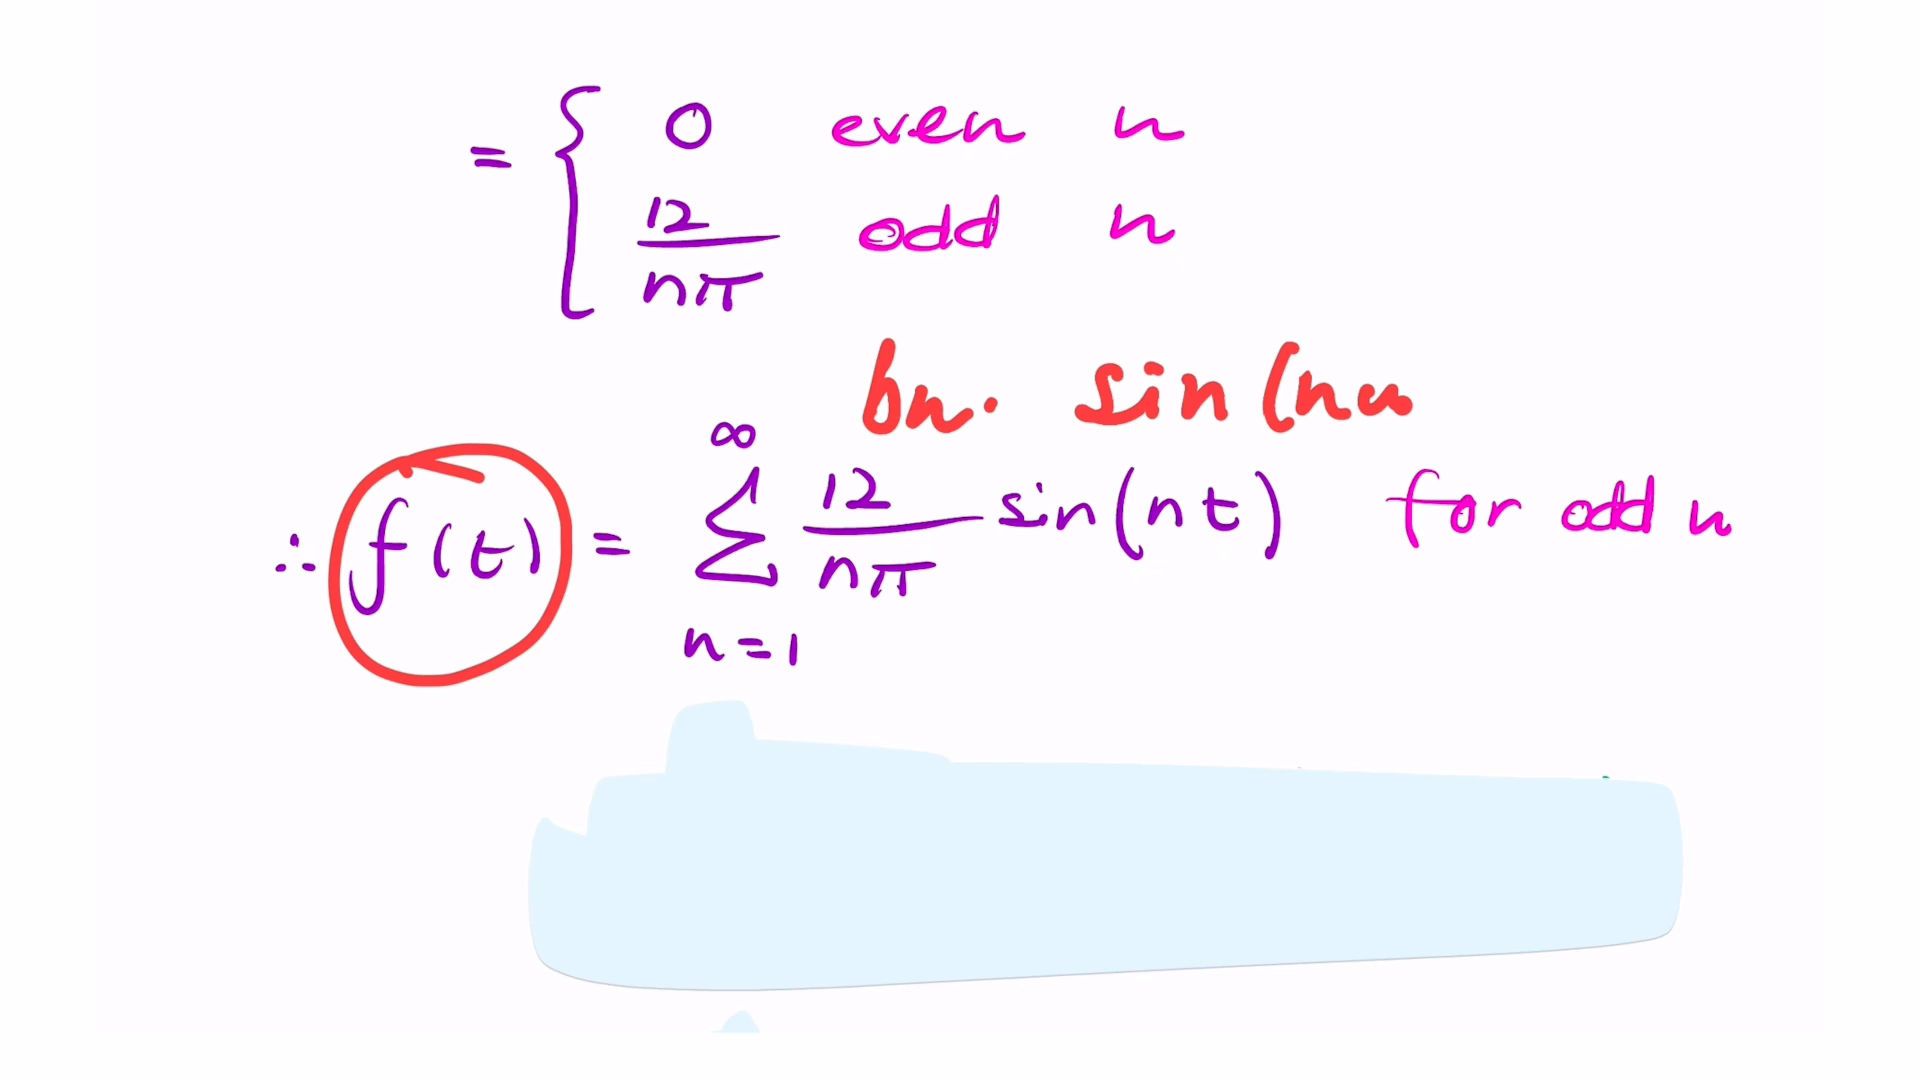 = { 0 even n
12/nπ odd n
bn. sin(nω
∴ f(t) = ∞ Σ n=1 12/nπ sin(nt) for odd n